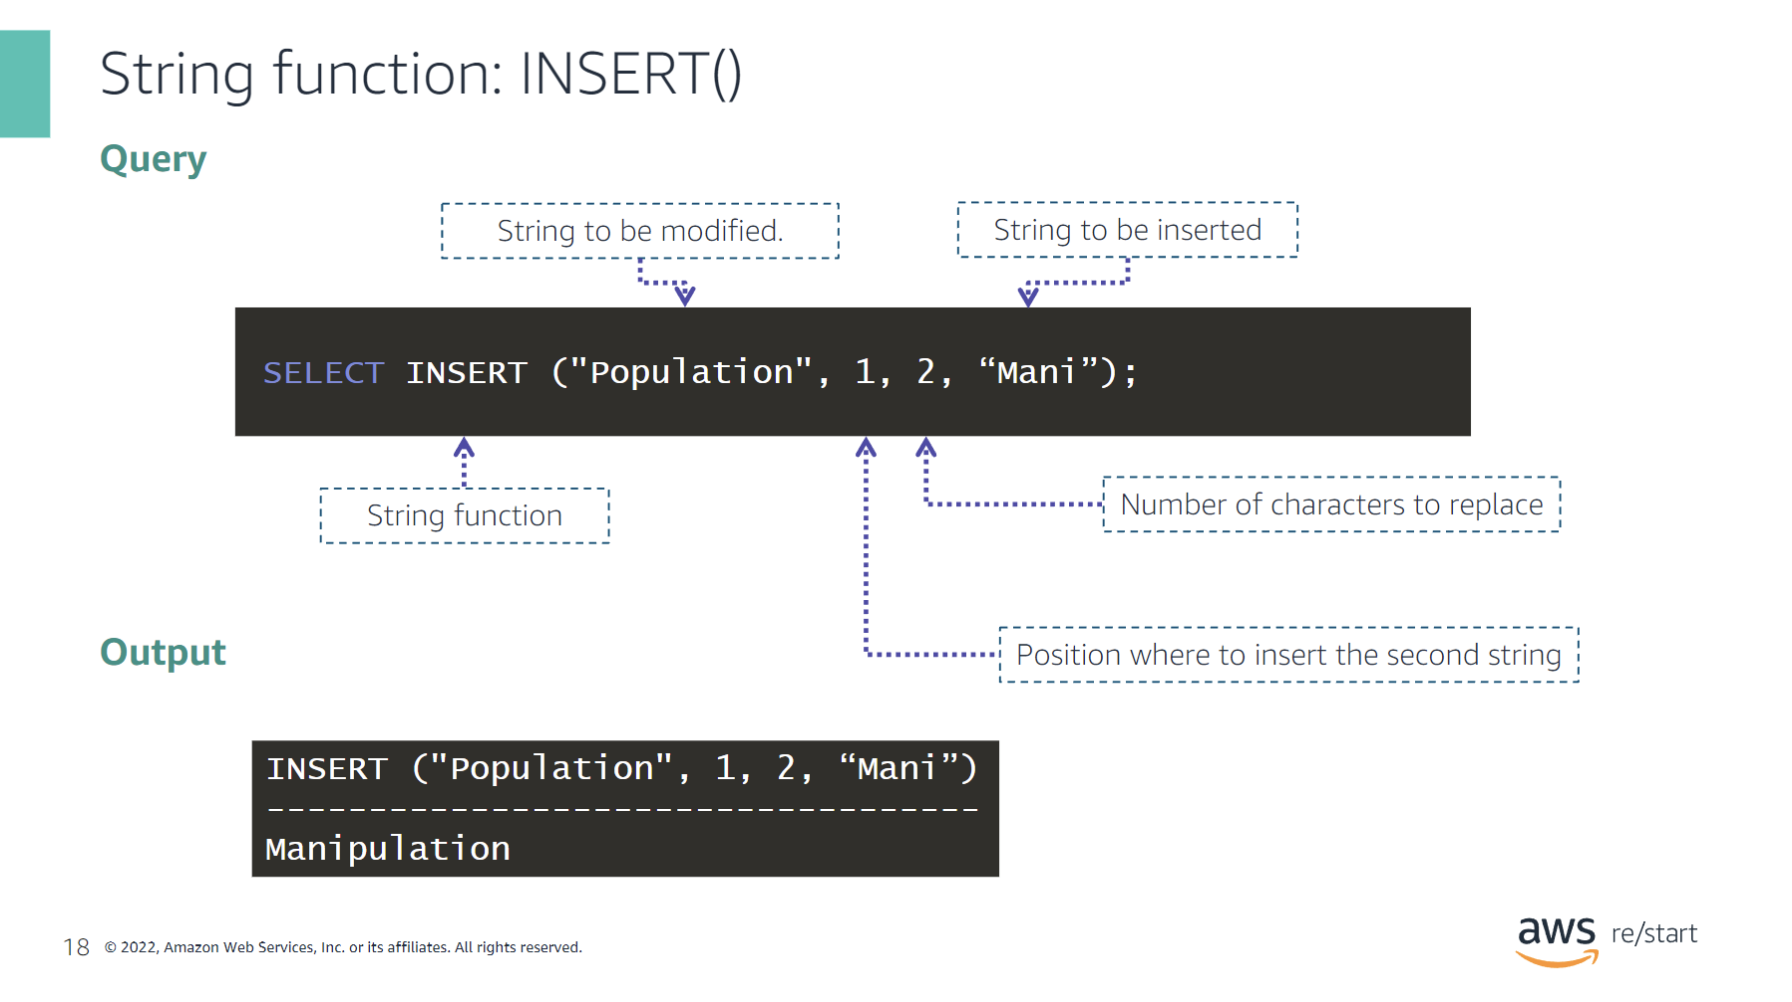 String function: INSERT()
Query
String to be modified.
String to be inserted
SELECT INSERT ("Population", 1, 2, “Mani”);
String function
Number of characters to replace
Position where to insert the second string
Output
INSERT ("Population", 1, 2, “Mani”)
-----------------------------------
Manipulation
18 © 2022, Amazon Web Services, Inc. or its affiliates. All rights reserved.
aws re/start